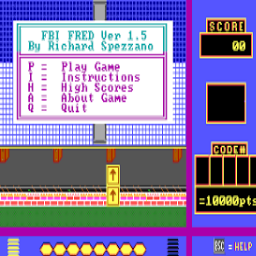 FBI FRED Ver 1.5
By Richard Spezzano
P = Play Game
I = Instructions
H = High Scores
A = About Game
Q = Quit
SCORE
00
CODE#
=10000pts
ESC = HELP